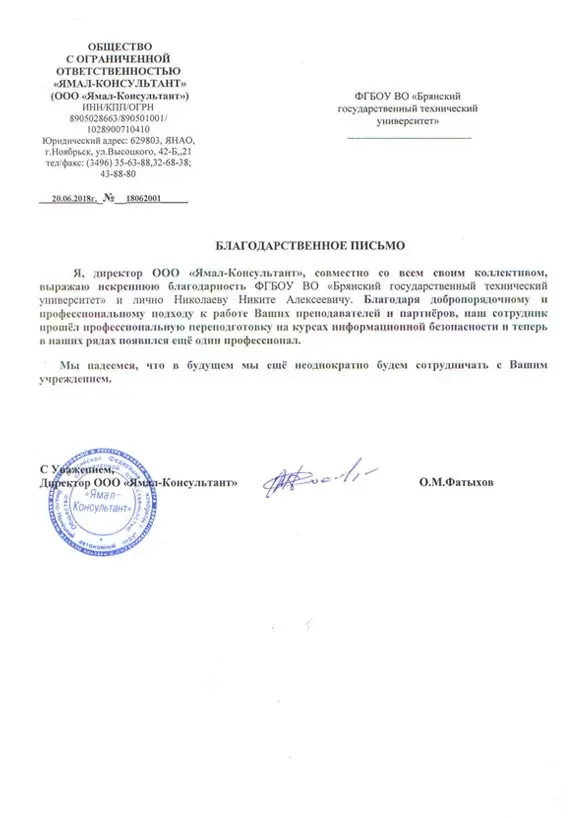 ОБЩЕСТВО
С ОГРАНИЧЕННОЙ
ОТВЕТСТВЕННОСТЬЮ
«ЯМАЛ-КОНСУЛЬТАНТ»
(ООО «Ямал-Консультант»)
ИНН/КПП/ОГРН
8905028663/890501001/
1028900710410
Юридический адрес: 629803, ЯНАО,
г.Ноябрьск, ул.Высоцкого, 42-Б,,21
тел/факс: (3496) 35-63-88,32-68-38;
43-88-80
20.06.2018г. № 18062001
ФГБОУ ВО «Брянский
государственный технический
университет»
БЛАГОДАРСТВЕННОЕ ПИСЬМО
Я, директор ООО «Ямал-Консультант», совместно со всем своим коллективом,
выражаю искреннюю благодарность ФГБОУ ВО «Брянский государственный технический
университет» и лично Николаеву Никите Алексеевичу. Благодаря добропорядочному и
профессиональному подходу к работе Ваших преподавателей и партнёров, наш сотрудник
прошёл профессиональную переподготовку на курсах информационной безопасности и теперь
в наших рядах появился ещё один профессионал.
Мы надеемся, что в будущем мы ещё неоднократно будем сотрудничать с Вашим
учреждением.
С Уважением,
Директор ООО «Ямал-Консультант» О.М.Фатыхов
«Ямал-
Консультант»